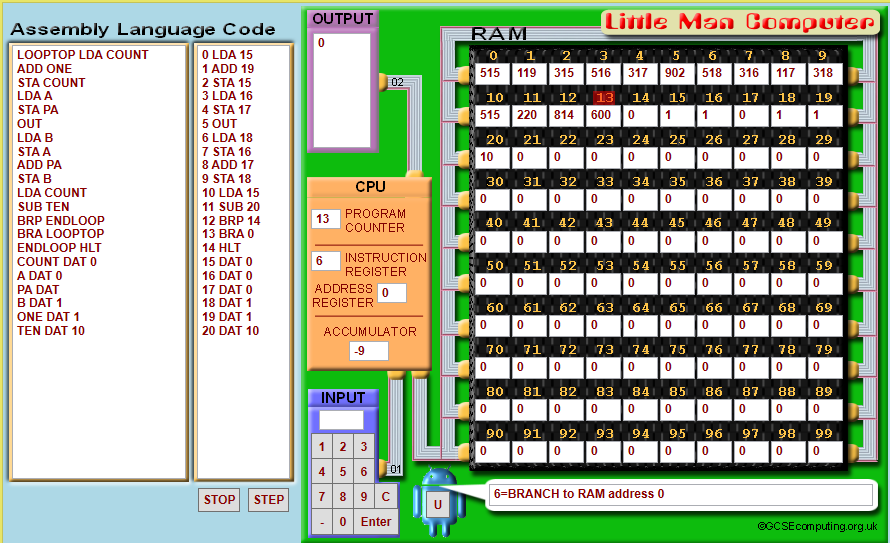 Assembly Language Code
LOOPTOP LDA COUNT
ADD ONE
STA COUNT
LDA A
STA PA
OUT
LDA B
STA A
ADD PA
STA B
LDA COUNT
SUB TEN
BRP ENDLOOP
BRA LOOPTOP
ENDLOOP HLT
COUNT DAT 0
A DAT 0
PA DAT
B DAT 1
ONE DAT 1
TEN DAT 10
0 LDA 15
1 ADD 19
2 STA 15
3 LDA 16
4 STA 17
5 OUT
6 LDA 18
7 STA 16
8 ADD 17
9 STA 18
10 LDA 15
11 SUB 20
12 BRP 14
13 BRA 0
14 HLT
15 DAT 0
16 DAT 0
17 DAT 0
18 DAT 1
19 DAT 1
20 DAT 10
STOP STEP
OUTPUT
0
02
CPU
13 PROGRAM
COUNTER
6 INSTRUCTION
REGISTER
ADDRESS
REGISTER 0
ACCUMULATOR
-9
INPUT
1 2 3
4 5 6
7 8 9 C
- 0 Enter
01
Little Man Computer
RAM
0 1 2 3 4 5 6 7 8 9
515 119 315 516 317 902 518 316 117 318
10 11 12 13 14 15 16 17 18 19
515 220 814 600 0 1 1 0 1 1
20 21 22 23 24 25 26 27 28 29
10 0 0 0 0 0 0 0 0 0
30 31 32 33 34 35 36 37 38 39
0 0 0 0 0 0 0 0 0 0
40 41 42 43 44 45 46 47 48 49
0 0 0 0 0 0 0 0 0 0
50 51 52 53 54 55 56 57 58 59
0 0 0 0 0 0 0 0 0 0
60 61 62 63 64 65 66 67 68 69
0 0 0 0 0 0 0 0 0 0
70 71 72 73 74 75 76 77 78 79
0 0 0 0 0 0 0 0 0 0
80 81 82 83 84 85 86 87 88 89
0 0 0 0 0 0 0 0 0 0
90 91 92 93 94 95 96 97 98 99
0 0 0 0 0 0 0 0 0 0
U
6=BRANCH to RAM address 0
©GCSEcomputing.org.uk